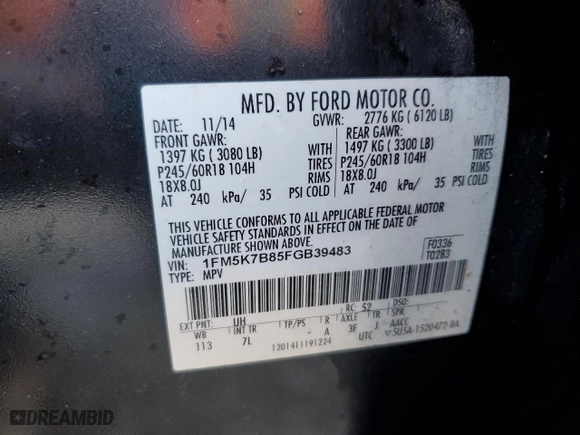 MFD. BY FORD MOTOR CO.
DATE: 11/14 GVWR: 2776 KG ( 6120 LB)
FRONT GAWR: REAR GAWR:
1397 KG ( 3080 LB) WITH 1497 KG ( 3300 LB) WITH
P245/60R18 104H TIRES P245/60R18 104H TIRES
18X8.0J RIMS 18X8.0J RIMS
AT 240 kPa/ 35 PSI COLD AT 240 kPa/ 35 PSI COLD
THIS VEHICLE CONFORMS TO ALL APPLICABLE FEDERAL MOTOR
VEHICLE SAFETY STANDARDS IN EFFECT ON THE DATE OF
MANUFACTURE SHOWN ABOVE.
VIN: 1FM5K7B85FGB39483 F0336
TYPE: MPV T0283
EXT PNT: UH RC: 52 DSO:
WB INT TR TP/PS R AXLE TR
113 7L - A 3E J AACC
1201411191224 UTC 5U5A-1520472-BA
DREAMBID